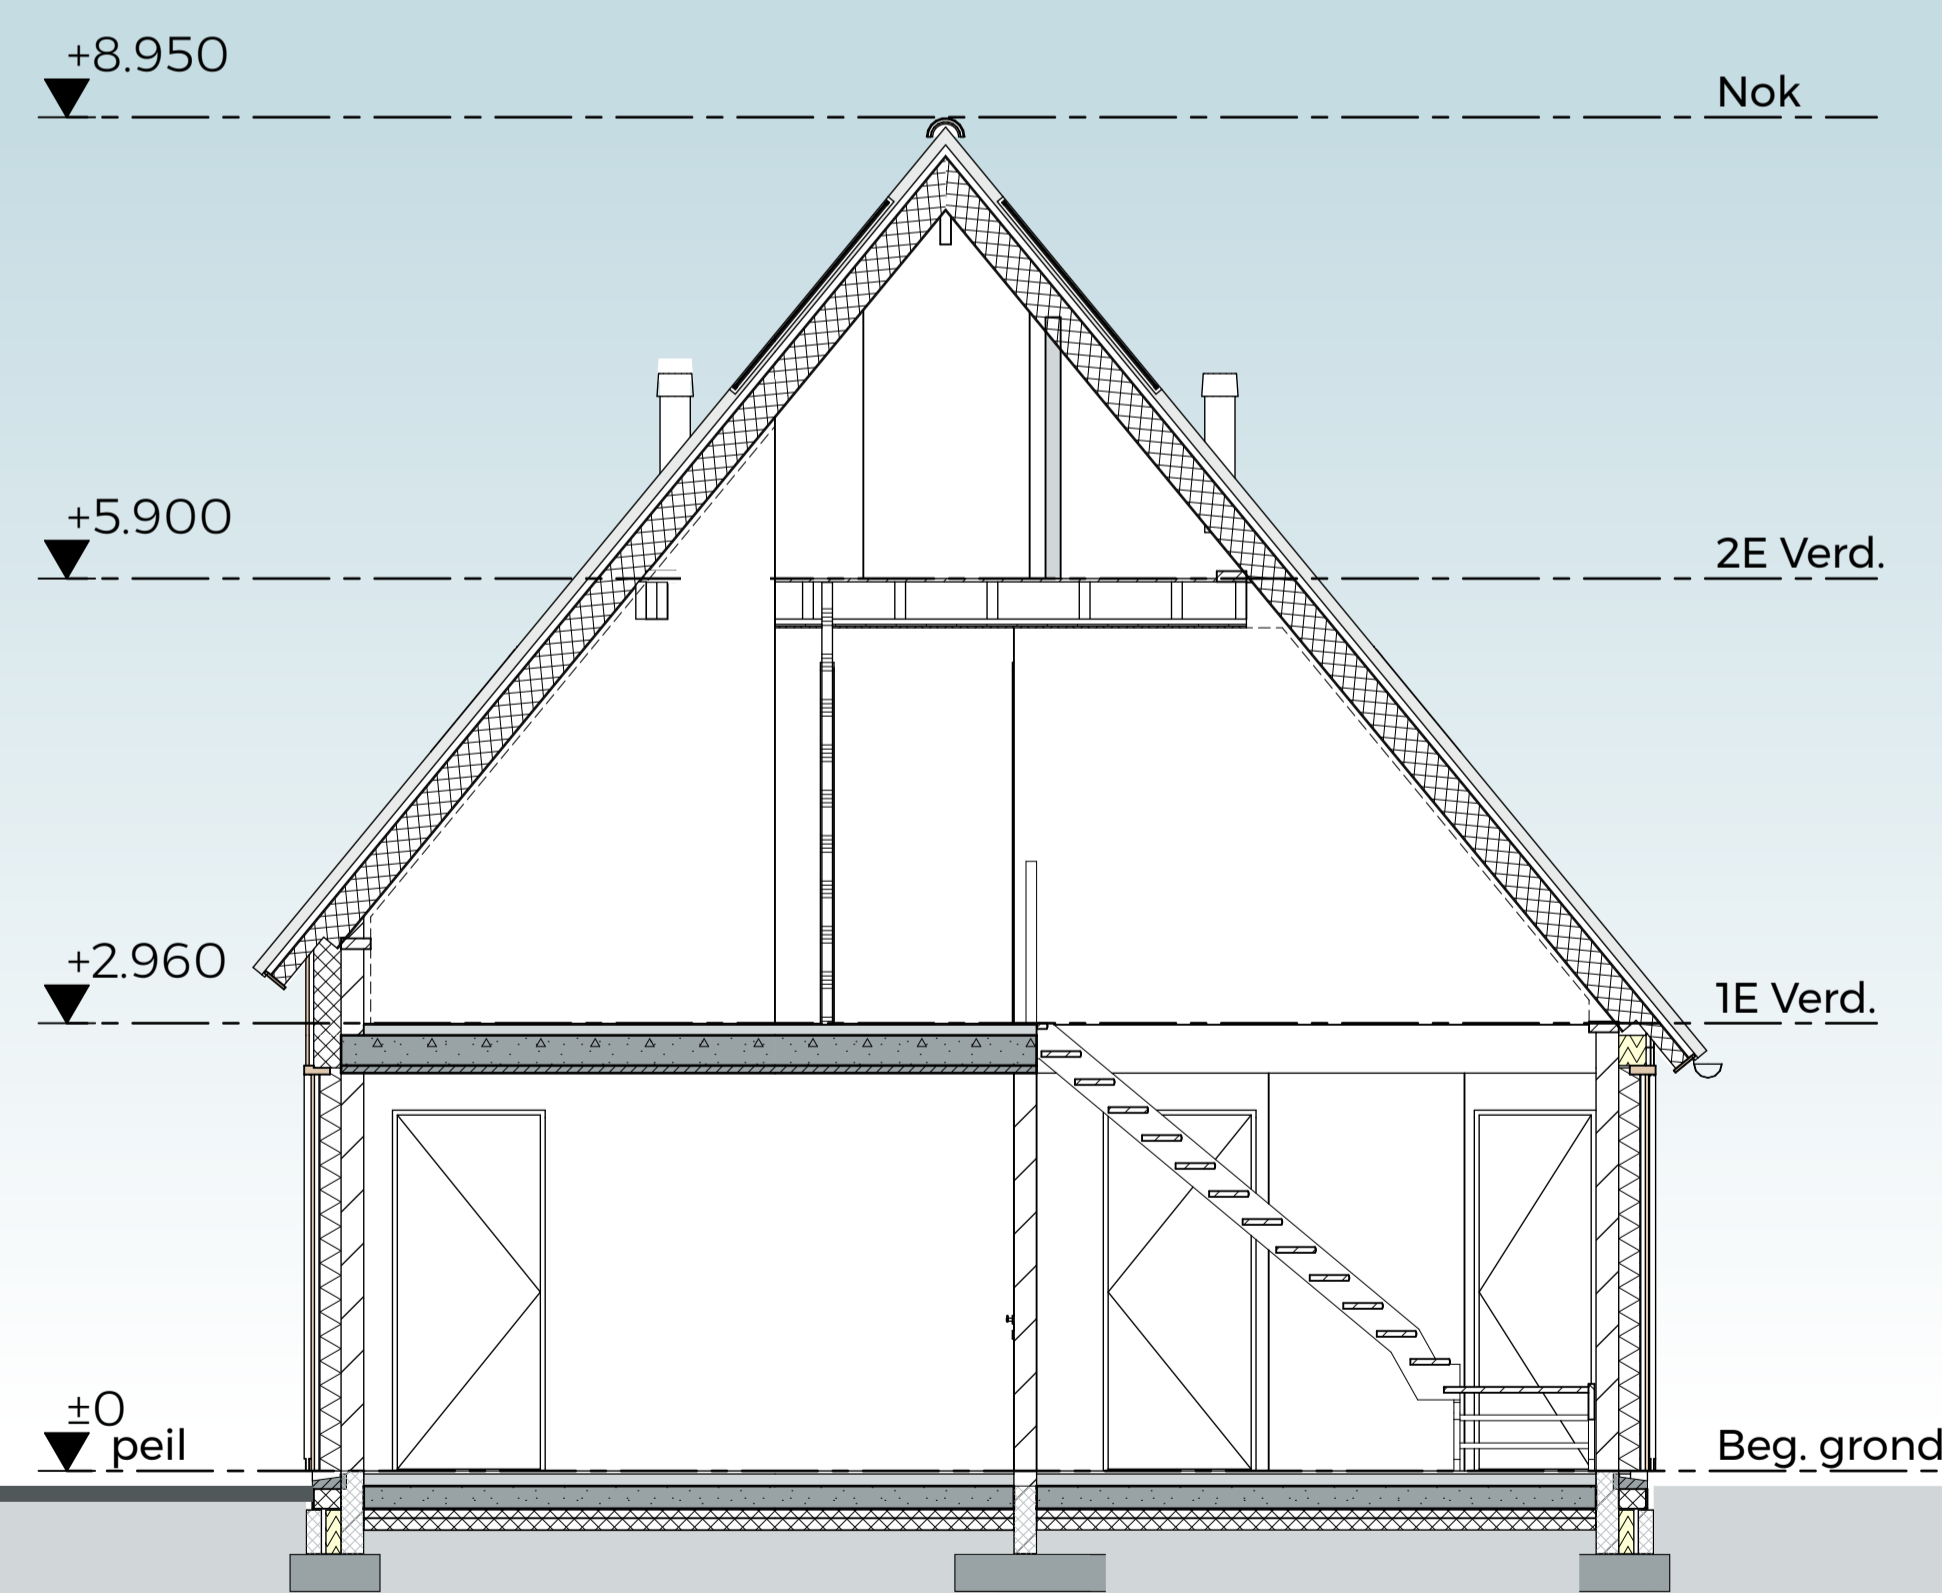 +8.950
Nok
+5.900
2E Verd.
+2.960
1E Verd.
±0
peil
Beg. grond